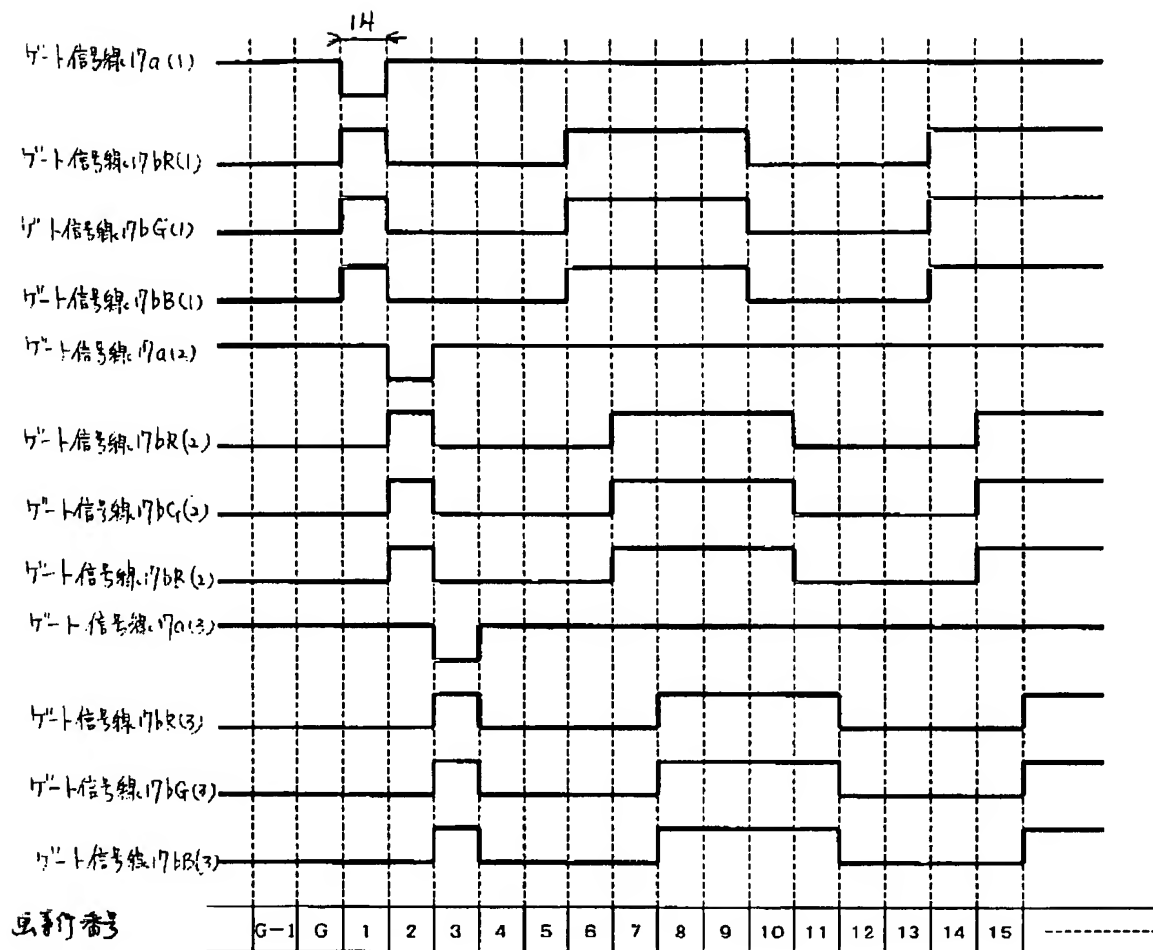 1H
ゲート信号線17a(1)
ゲート信号線17bR(1)
ゲート信号線17bG(1)
ゲート信号線17bB(1)
ゲート信号線17a(2)
ゲート信号線17bR(2)
ゲート信号線17bG(2)
ゲート信号線17bR(2)
ゲート信号線17a(3)
ゲート信号線17bR(3)
ゲート信号線17bG(3)
ゲート信号線17bB(3)
画素行番号 G-1 G 1 2 3 4 5 6 7 8 9 10 11 12 13 14 15